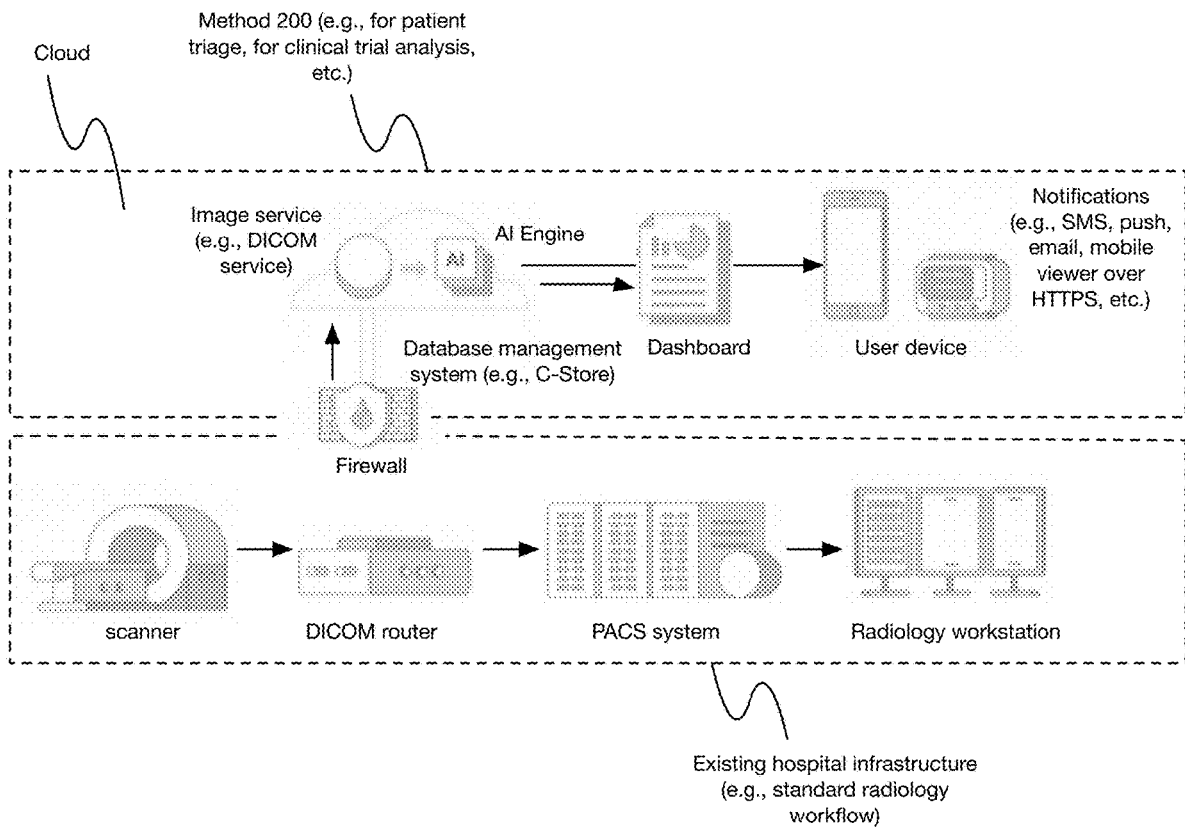 Method 200 (e.g., for patient
triage, for clinical trial analysis,
etc.)
Cloud
Image service
(e.g., DICOM
service)
AI
AI Engine
Notifications
(e.g., SMS, push,
email, mobile
viewer over
HTTPS, etc.)
Database management
system (e.g., C-Store)
Dashboard
User device
Firewall
scanner
DICOM router
PACS system
Radiology workstation
Existing hospital infrastructure
(e.g., standard radiology
workflow)